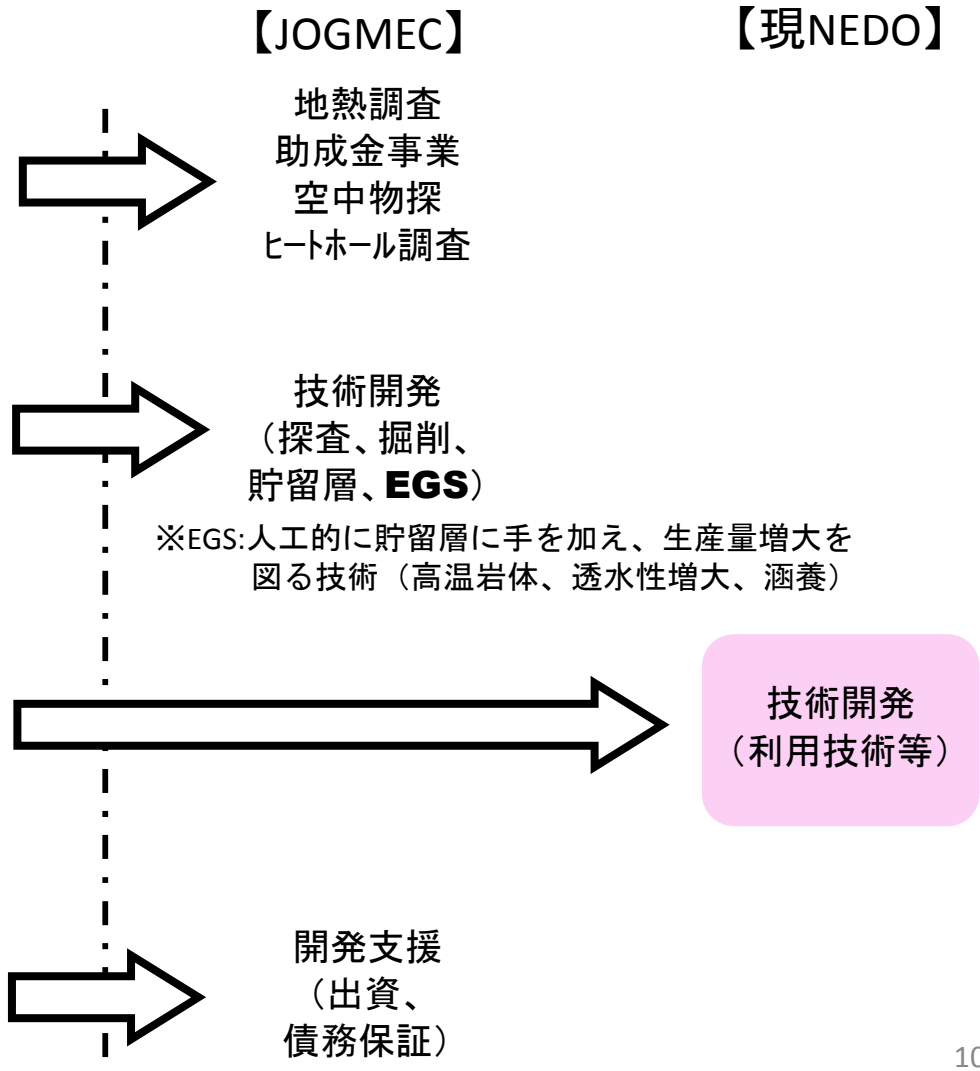 【JOGMEC】
【現NEDO】
地熱調査
助成金事業
空中物探
ヒートホール調査
技術開発
（探査、掘削、
貯留層、EGS）
※EGS:人工的に貯留層に手を加え、生産量増大を
図る技術（高温岩体、透水性増大、涵養）
技術開発
（利用技術等）
開発支援
（出資、
債務保証）
10